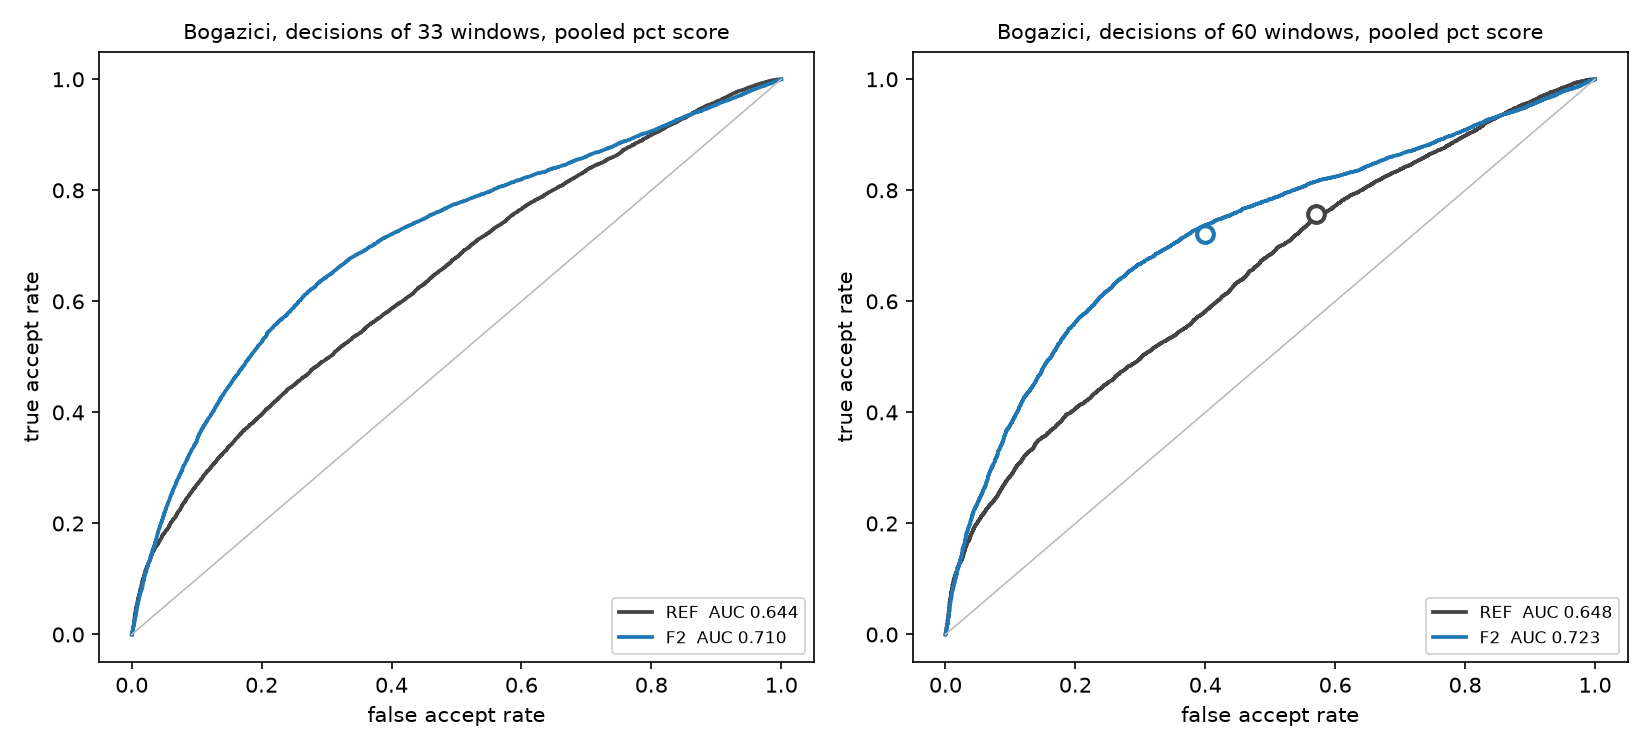 Bogazici, decisions of 33 windows, pooled pct score
true accept rate
1.0
0.8
0.6
0.4
0.2
0.0
0.0 0.2 0.4 0.6 0.8 1.0
false accept rate
REF AUC 0.644
F2 AUC 0.710
Bogazici, decisions of 60 windows, pooled pct score
true accept rate
1.0
0.8
0.6
0.4
0.2
0.0
0.0 0.2 0.4 0.6 0.8 1.0
false accept rate
REF AUC 0.648
F2 AUC 0.723